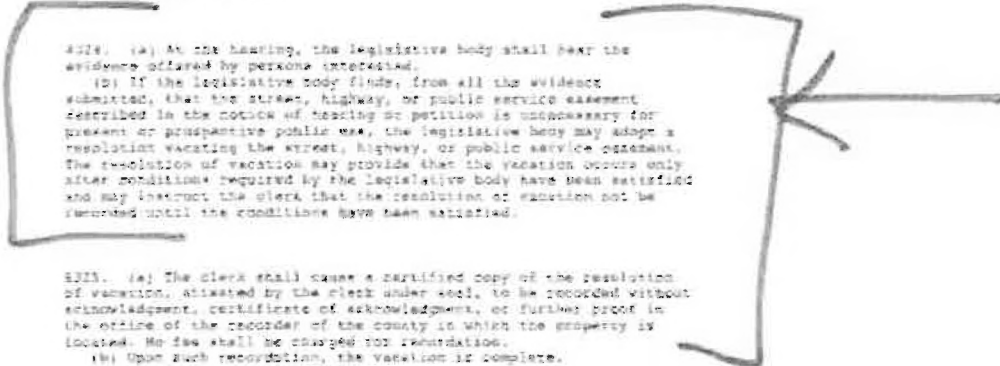 8324. (a) At the hearing, the legislative body shall hear the
evidence offered by persons interested.
(b) If the legislative body finds, from all the evidence
submitted, that the street, highway, or public service easement
described in the notice of hearing or petition is unnecessary for
present or prospective public use, the legislative body may adopt a
resolution vacating the street, highway, or public service easement.
The resolution of vacation may provide that the vacation occurs only
after conditions required by the legislative body have been satisfied
and may instruct the clerk that the resolution of vacation not be
recorded until the conditions have been satisfied.
8325. (a) The clerk shall cause a certified copy of the resolution
of vacation, attested by the clerk under seal, to be recorded without
acknowledgment, certificate of acknowledgment, or further proof in
the office of the recorder of the county in which the property is
located. No fee shall be charged for recordation.
(b) Upon such recordation, the vacation is complete.